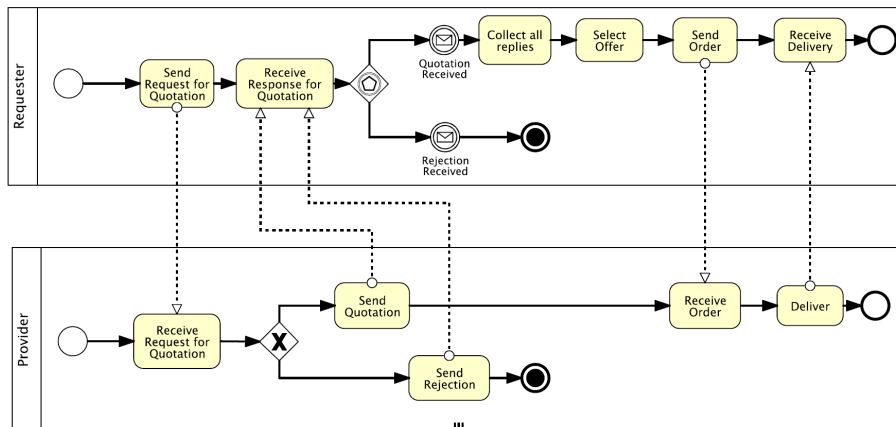 Requester
Send
Request for
Quotation
Receive
Response for
Quotation
Quotation
Received
Rejection
Received
Collect all
replies
Select
Offer
Send
Order
Receive
Delivery
Provider
Receive
Request for
Quotation
X
Send
Quotation
Send
Rejection
Receive
Order
Deliver